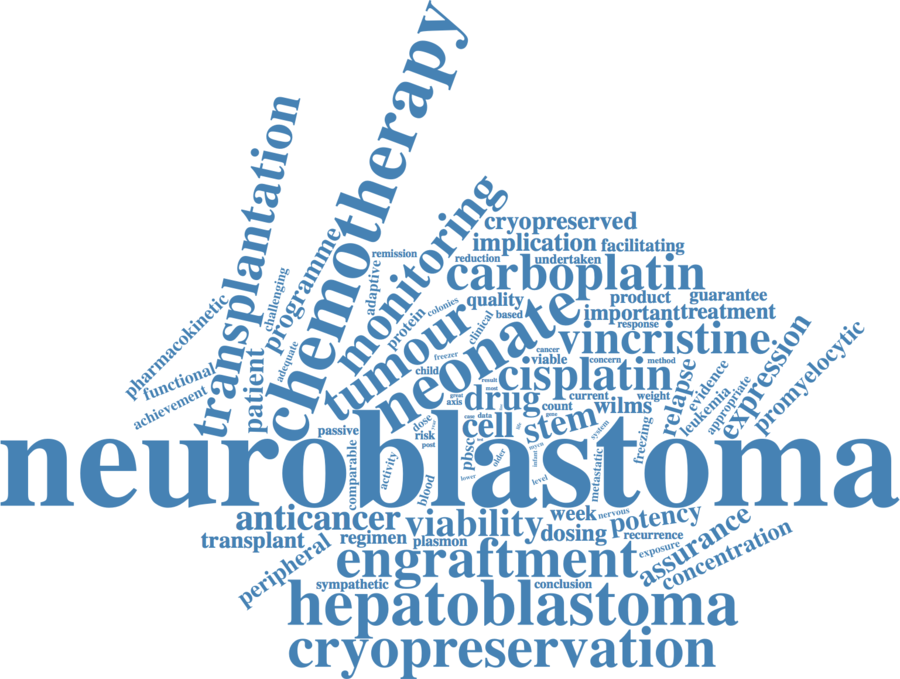 chemotherapy
transplantation
monitoring
cryopreserved
implication
facilitating
programme
remission
reduction
undertaken
carboplatin
adaptive
challenging
pharmacokinetic
quality
product
guarantee
colonies
protein
tumour
neonate
clinical
based
important
treatment
response
vincristine
expression
promyelocytic
adequate
functional
achievement
patient
freezer
cancer
viable
concern
method
child
result
cisplatin
relapse
evidence
leukemia
appropriate
great
most
axis
drug
current
weight
count
wilms
case
data
gene
dose
risk
post
cell
stem
passive
neuroblastoma
comparable
activity
blood
pbsc
lower
older
infant
level
system
metastatic
freezing
anticancer
viability
week
nervous
potency
transplant
regimen
plasmon
dosing
recurrence
assurance
peripheral
engraftment
exposure
concentration
sympathetic
conclusion
hepatoblastoma
cryopreservation